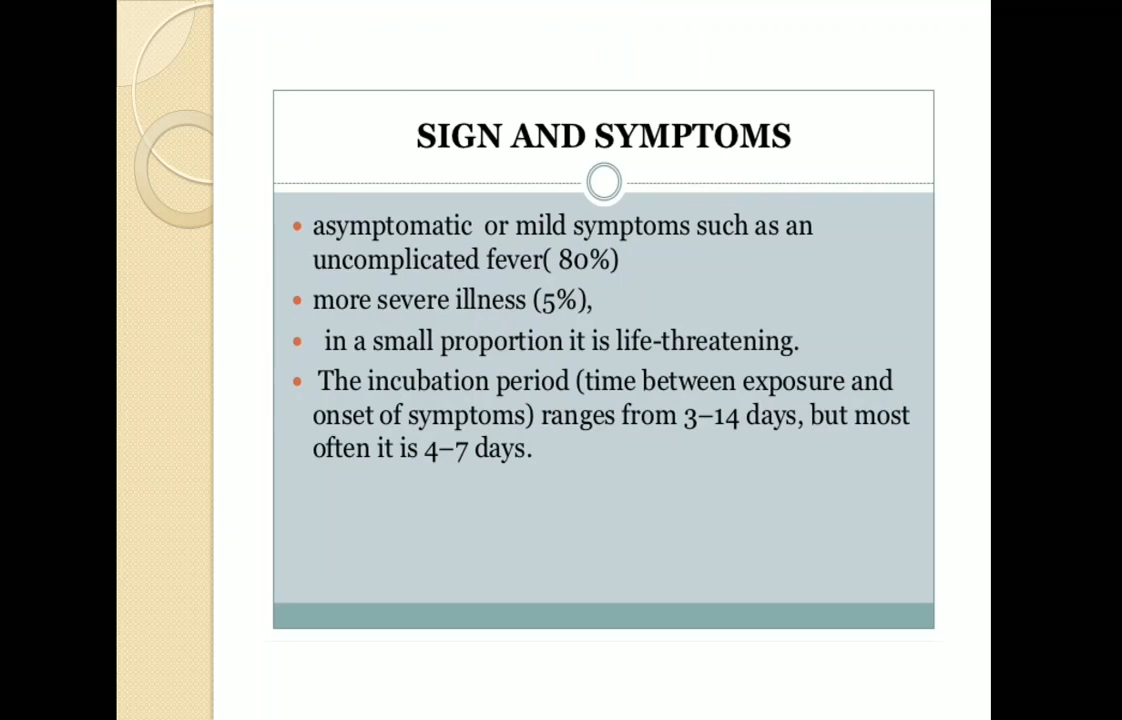 SIGN AND SYMPTOMS
asymptomatic or mild symptoms such as an
uncomplicated fever( 80%)
more severe illness (5%),
in a small proportion it is life-threatening.
The incubation period (time between exposure and
onset of symptoms) ranges from 3–14 days, but most
often it is 4–7 days.